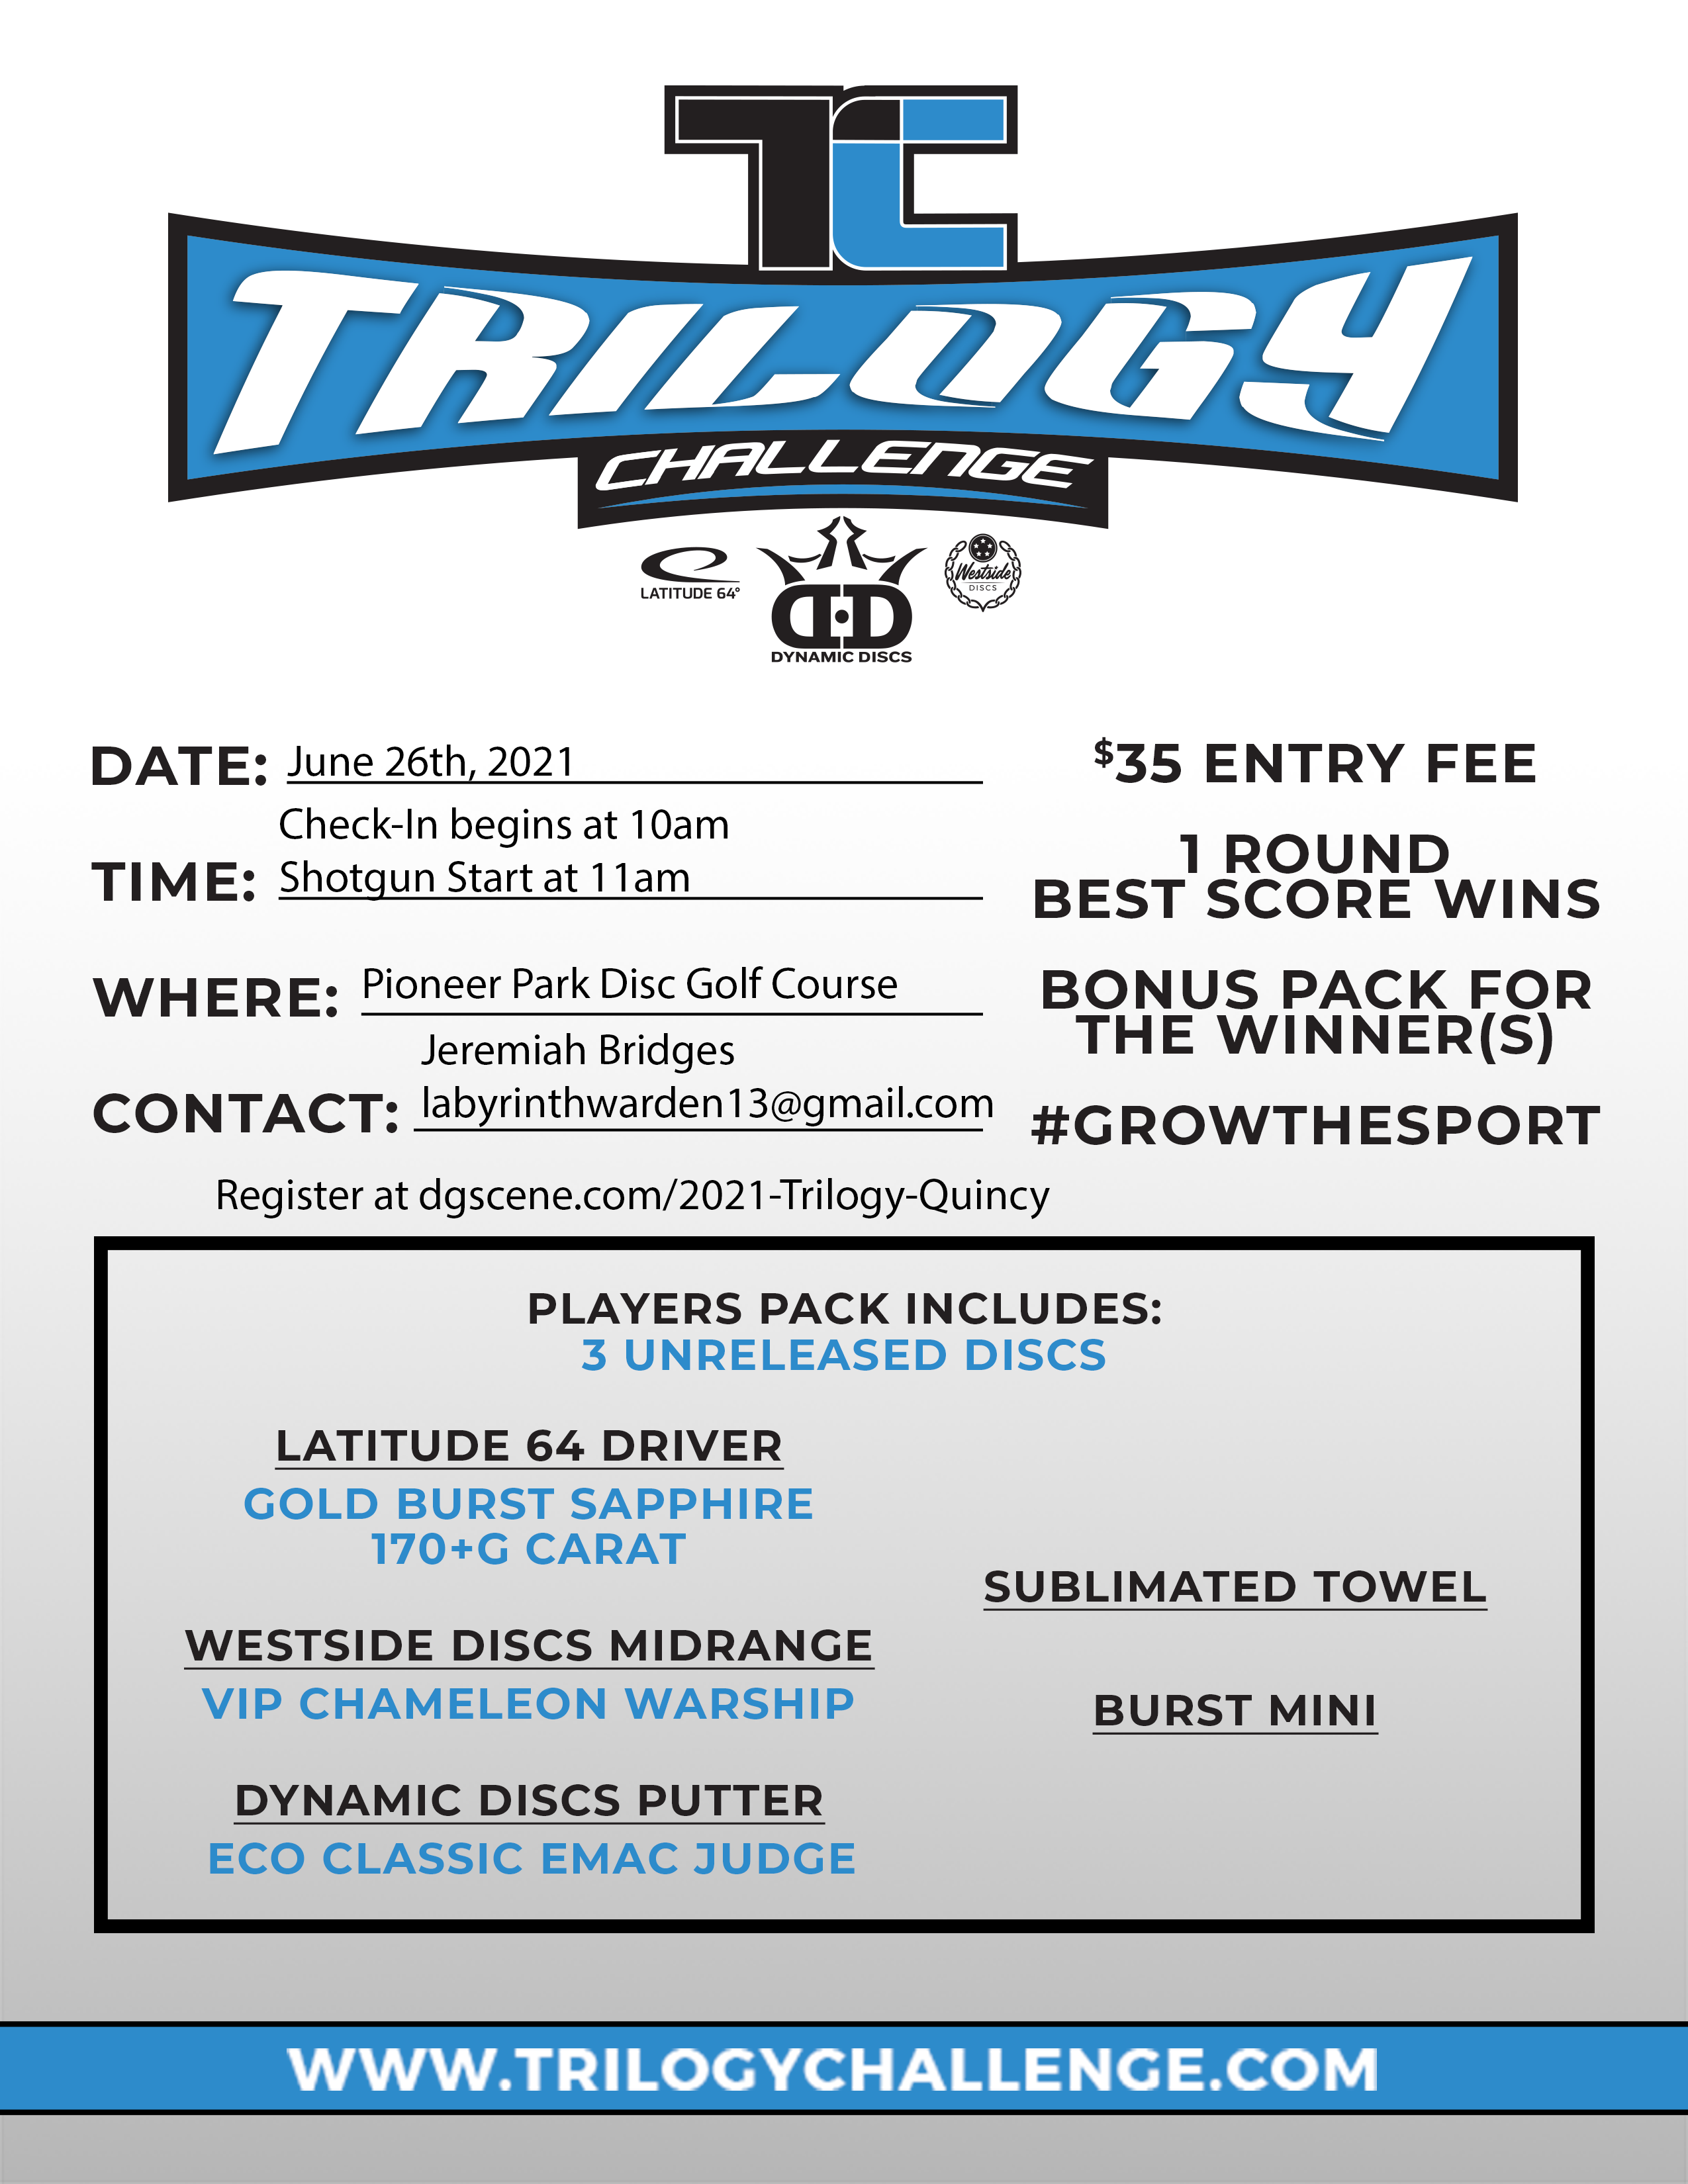 TC
TRILOGY
CHALLENGE
LATITUDE 64°
DYNAMIC DISCS
Westside
DISCS
DATE: June 26th, 2021
Check-In begins at 10am
TIME: Shotgun Start at 11am
WHERE: Pioneer Park Disc Golf Course
Jeremiah Bridges
CONTACT: labyrinthwarden13@gmail.com
Register at dgscene.com/2021-Trilogy-Quincy
$35 ENTRY FEE
1 ROUND
BEST SCORE WINS
BONUS PACK FOR
THE WINNER(S)
#GROWTHESPORT
PLAYERS PACK INCLUDES:
3 UNRELEASED DISCS
LATITUDE 64 DRIVER
GOLD BURST SAPPHIRE
170+G CARAT
WESTSIDE DISCS MIDRANGE
VIP CHAMELEON WARSHIP
DYNAMIC DISCS PUTTER
ECO CLASSIC EMAC JUDGE
SUBLIMATED TOWEL
BURST MINI
WWW.TRILOGYCHALLENGE.COM